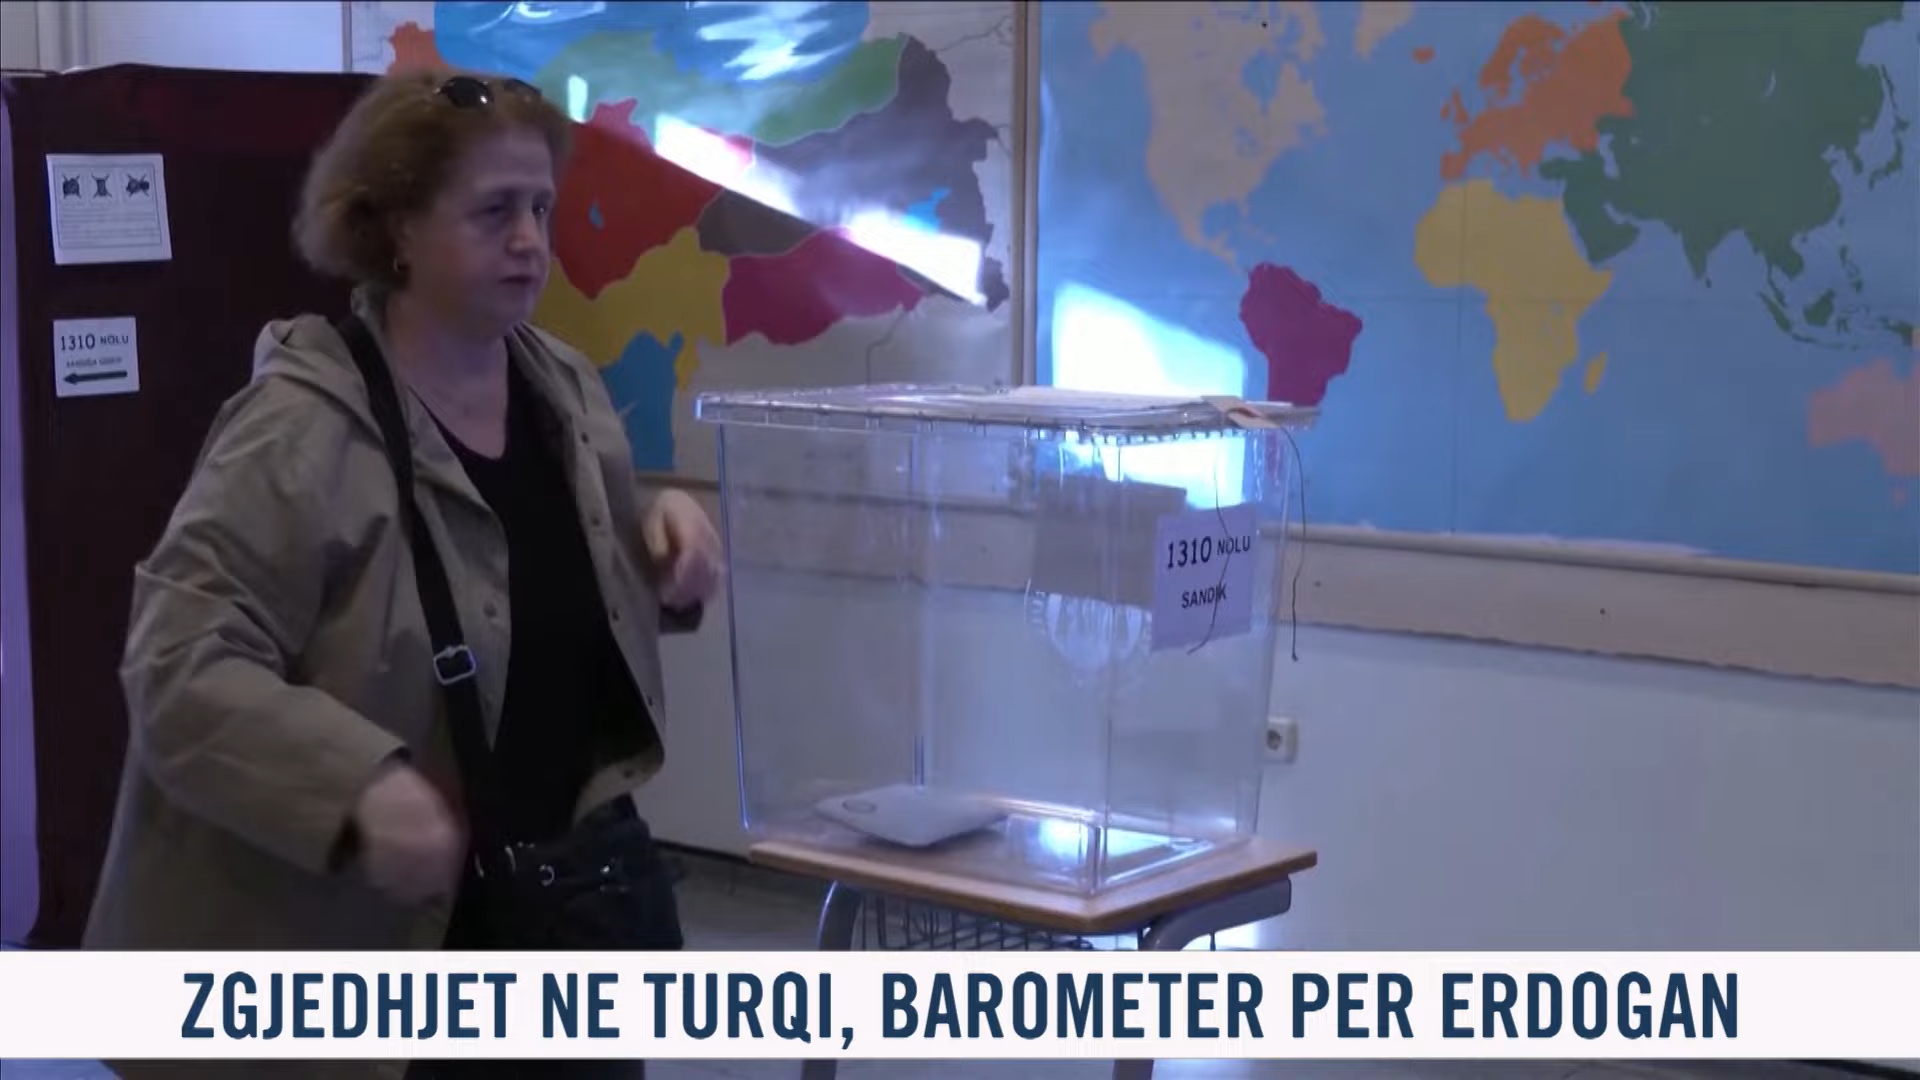 1310 NOLU
1310 NOLU
SANDIK
ZGJEDHJET NE TURQI, BAROMETER PER ERDOGAN